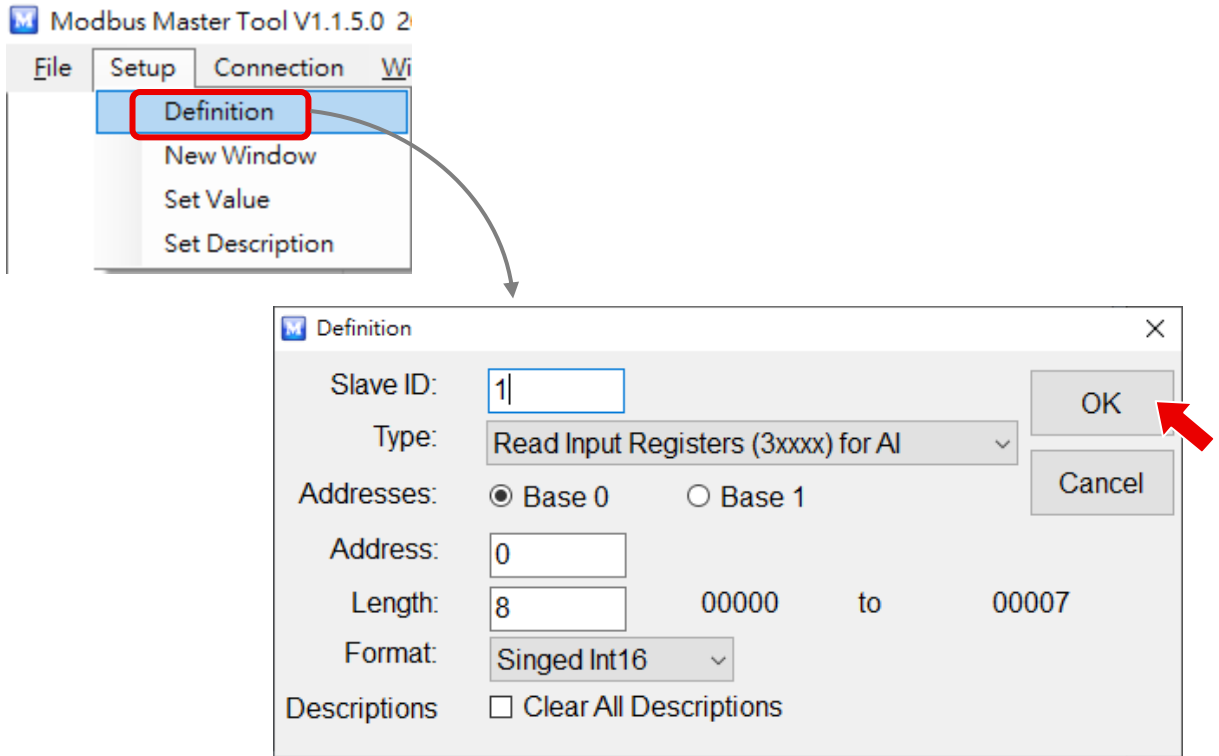 Modbus Master Tool V1.1.5.0 2
File Setup Connection Wi
Definition
New Window
Set Value
Set Description
Definition
Slave ID: 1 OK
Type: Read Input Registers (3xxxx) for AI
Addresses: Base 0 Base 1 Cancel
Address: 0
Length: 8 00000 to 00007
Format: Singed Int16
Descriptions Clear All Descriptions